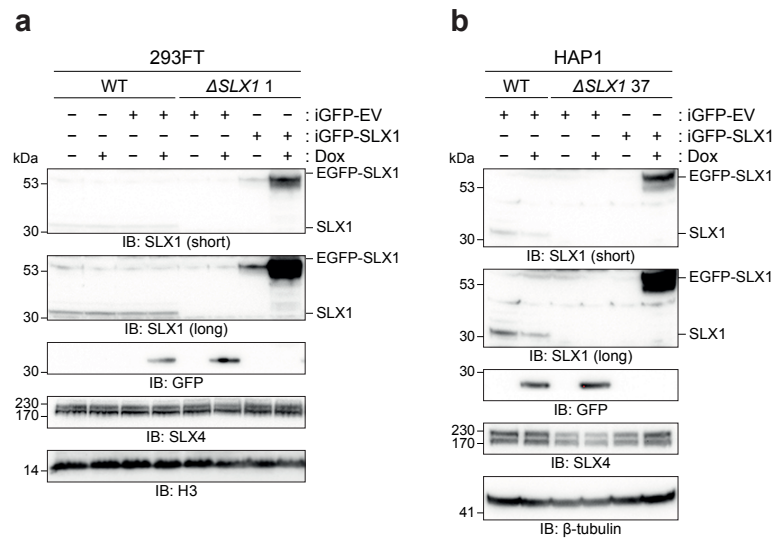 a
293FT
WT ΔSLX1 1
– – + + + + – – : iGFP-EV
– – – – – – + + : iGFP-SLX1
kDa – + – + – + – + : Dox
53 EGFP-SLX1
30 SLX1
IB: SLX1 (short)
53 EGFP-SLX1
30 SLX1
IB: SLX1 (long)
30
IB: GFP
230
170
IB: SLX4
14
IB: H3
b
HAP1
WT ΔSLX1 37
+ + + + – – : iGFP-EV
– – – – + + : iGFP-SLX1
kDa – + – + – + : Dox
53 EGFP-SLX1
30 SLX1
IB: SLX1 (short)
53 EGFP-SLX1
30 SLX1
IB: SLX1 (long)
30
IB: GFP
230
170
IB: SLX4
41
IB: β-tubulin